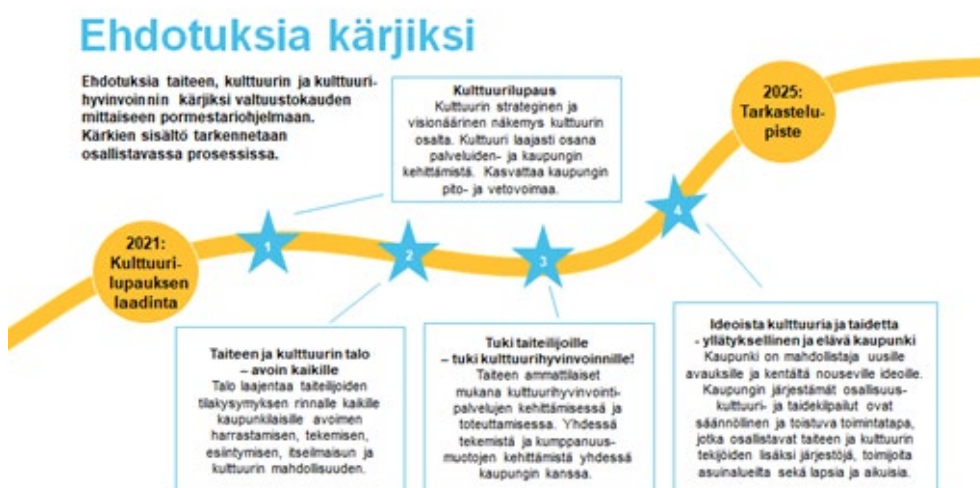 Ehdotuksia kärjiksi
Ehdotuksia taiteen, kulttuurin ja kulttuuri-
hyvinvoinnin kärjiksi valtuustokauden
mittaiseen pormestariohjelmaan.
Kärkien sisältö tarkennetaan
osallistavassa prosessissa.
Kulttuurilupaus
Kulttuurin strateginen ja
visionäärinen näkemys kulttuurin
osalta. Kulttuuri laajasti osana
palveluiden- ja kaupungin
kehittämistä. Kasvattaa kaupungin
pito- ja vetovoimaa.
2025:
Tarkastelu-
piste
2021:
Kulttuuri-
lupauksen
laadinta
1
2
3
4
Taiteen ja kulttuurin talo
– avoin kaikille
Talo laajentaa taiteilijoiden
tilakysymyksen rinnalle kaikille
kaupunkilaisille avoimen
harrastamisen, tekemisen,
esiintymisen, itseilmaisun ja
kulttuurin mahdollisuuden.
Tuki taiteilijoille
– tuki kulttuurihyvinvoinnille!
Taiteen ammattilaiset
mukana kulttuurihyvinvointi-
palvelujen kehittämisessä ja
toteuttamisessa. Yhdessä
tekemistä ja kumppanuus-
muotojen kehittämistä yhdessä
kaupungin kanssa.
Ideoista kulttuuria ja taidetta
- yllätyksellinen ja elävä kaupunki
Kaupunki on mahdollistaja uusille
avauksille ja kentältä nouseville ideoille.
Kaupungin järjestämät osallisuus-
kulttuuri- ja taidekilpailut ovat
säännöllinen ja toistuva toimintatapa,
jotka osallistavat taiteen ja kulttuurin
tekijöiden lisäksi järjestöjä, toimijoita
asuinalueilta sekä lapsia ja aikuisia.